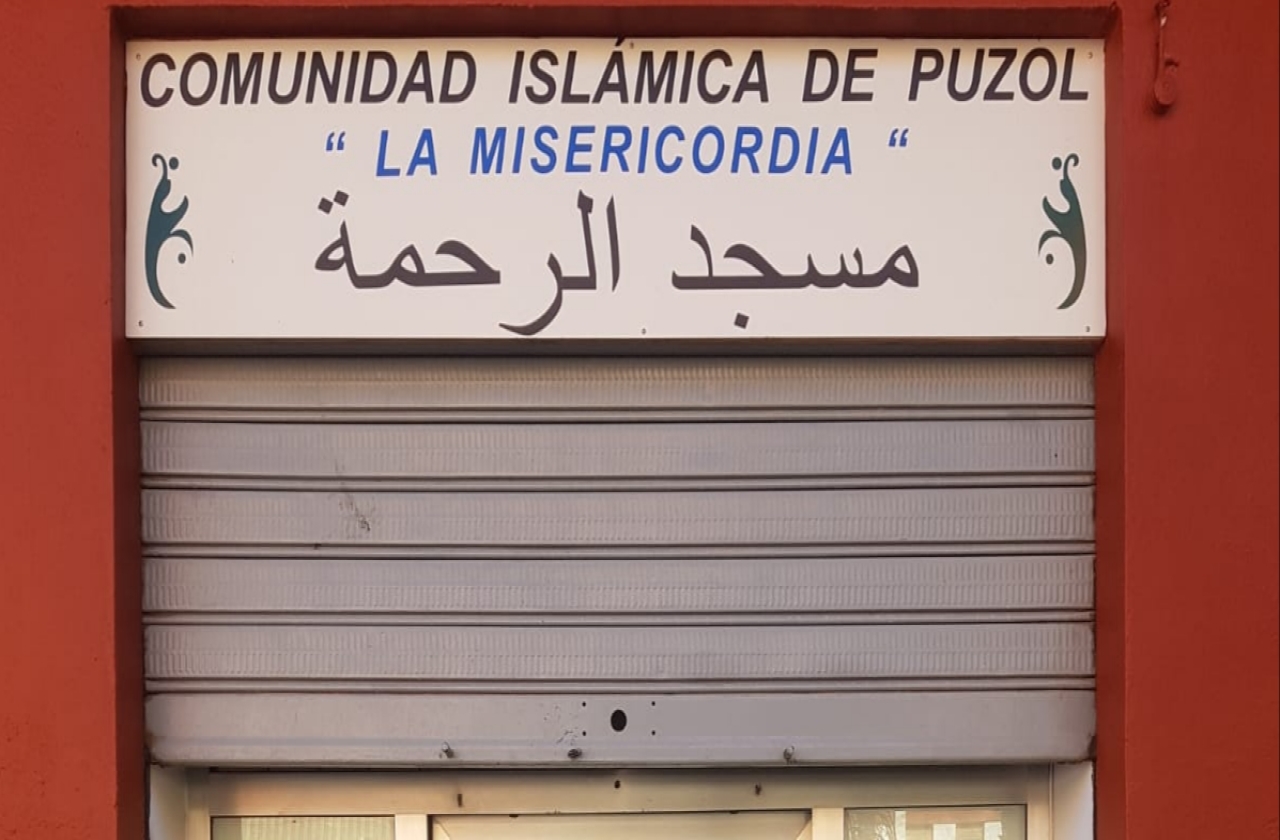 COMUNIDAD ISLÁMICA DE PUZOL
“ LA MISERICORDIA “
مسجد الرحمة